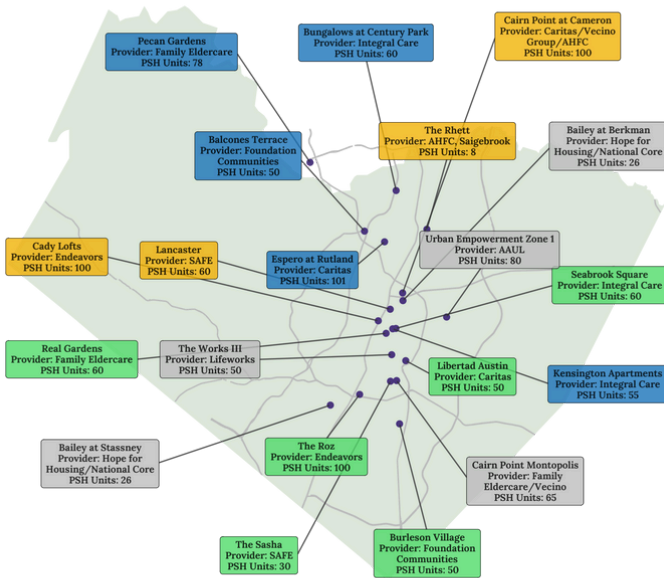 Pecan Gardens
Provider: Family Eldercare
PSH Units: 78
Bungalows at Century Park
Provider: Integral Care
PSH Units: 60
Cairn Point at Cameron
Provider: Caritas/Vecino
Group/AHFC
PSH Units: 100
Balcones Terrace
Provider: Foundation
Communities
PSH Units: 50
The Rhett
Provider: AHFC, Saigebrook
PSH Units: 8
Bailey at Berkman
Provider: Hope for
Housing/National Core
PSH Units: 26
Cady Lofts
Provider: Endeavors
PSH Units: 100
Lancaster
Provider: SAFE
PSH Units: 60
Espero at Rutland
Provider: Caritas
PSH Units: 101
Urban Empowerment Zone 1
Provider: AAUL
PSH Units: 80
Seabrook Square
Provider: Integral Care
PSH Units: 60
Real Gardens
Provider: Family Eldercare
PSH Units: 60
The Works III
Provider: Lifeworks
PSH Units: 50
Libertad Austin
Provider: Caritas
PSH Units: 50
Kensington Apartments
Provider: Integral Care
PSH Units: 55
Bailey at Stassney
Provider: Hope for
Housing/National Core
PSH Units: 26
The Roz
Provider: Endeavors
PSH Units: 100
Cairn Point Montopolis
Provider: Family
Eldercare/Vecino
PSH Units: 65
The Sasha
Provider: SAFE
PSH Units: 30
Burleson Village
Provider: Foundation
Communities
PSH Units: 50